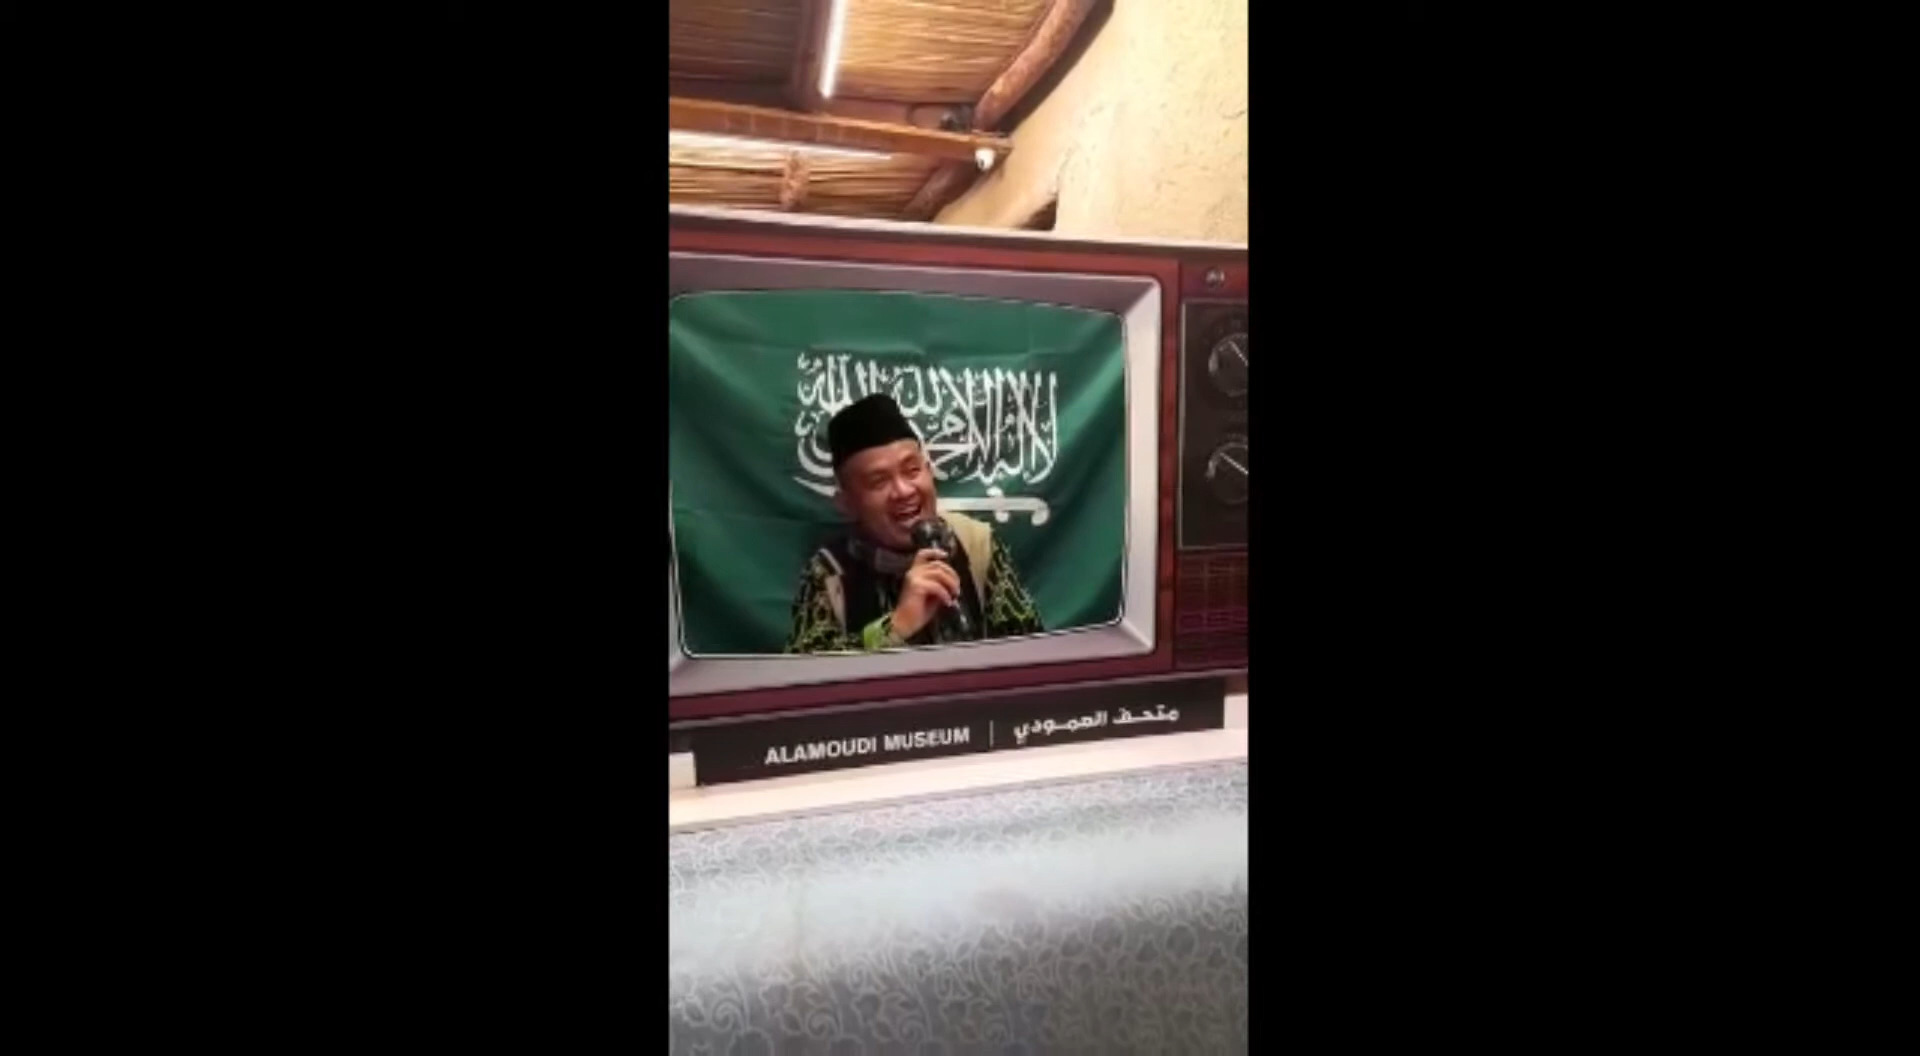 لا إله إلا الله محمد رسول الله
ALAMOUDI MUSEUM | متحف العمودي